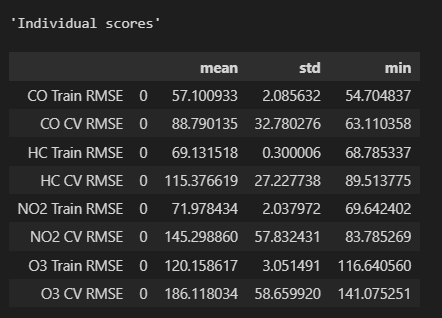 'Individual scores'
mean std min
CO Train RMSE 0 57.100933 2.085632 54.704837
CO CV RMSE 0 88.790135 32.780276 63.110358
HC Train RMSE 0 69.131518 0.300006 68.785337
HC CV RMSE 0 115.376619 27.227738 89.513775
NO2 Train RMSE 0 71.978434 2.037972 69.642402
NO2 CV RMSE 0 145.298860 57.832431 83.785269
O3 Train RMSE 0 120.158617 3.051491 116.640560
O3 CV RMSE 0 186.118034 58.659920 141.075251